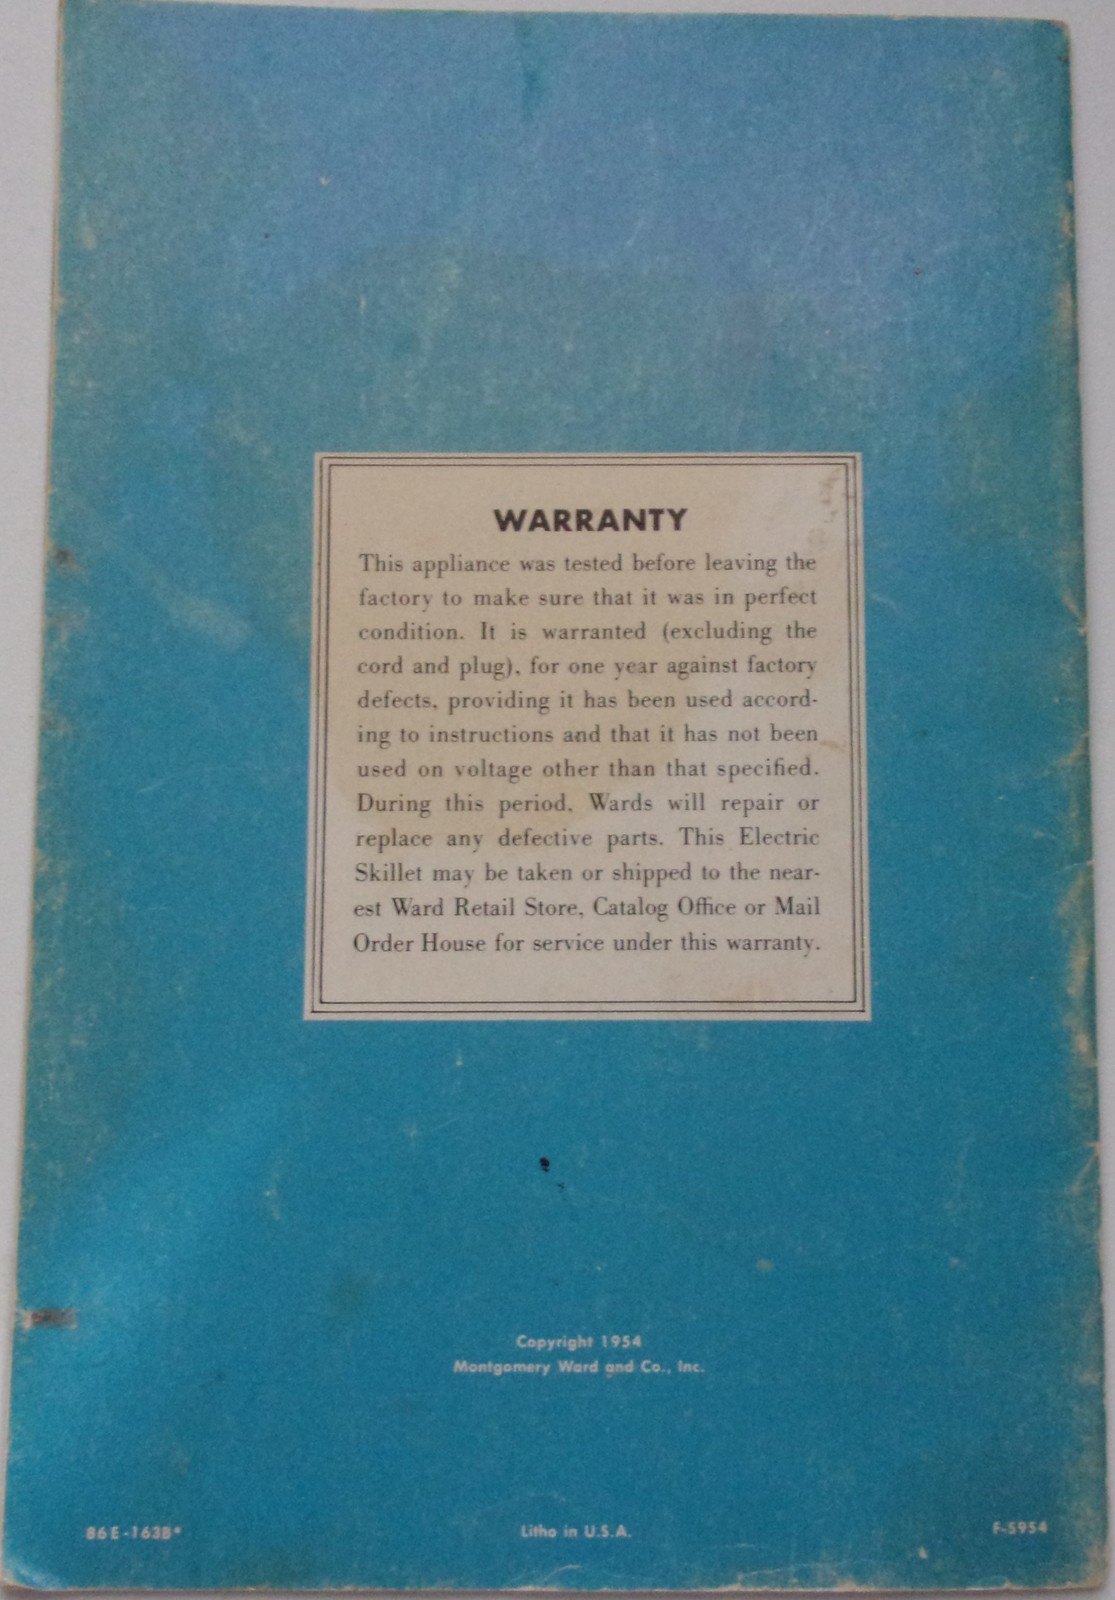 WARRANTY
This appliance was tested before leaving the
factory to make sure that it was in perfect
condition. It is warranted (excluding the
cord and plug), for one year against factory
defects, providing it has been used accord-
ing to instructions and that it has not been
used on voltage other than that specified.
During this period, Wards will repair or
replace any defective parts. This Electric
Skillet may be taken or shipped to the near-
est Ward Retail Store, Catalog Office or Mail
Order House for service under this warranty.
Copyright 1954
Montgomery Ward and Co., Inc.
86E-163B*
Litho in U.S.A.
F-5954